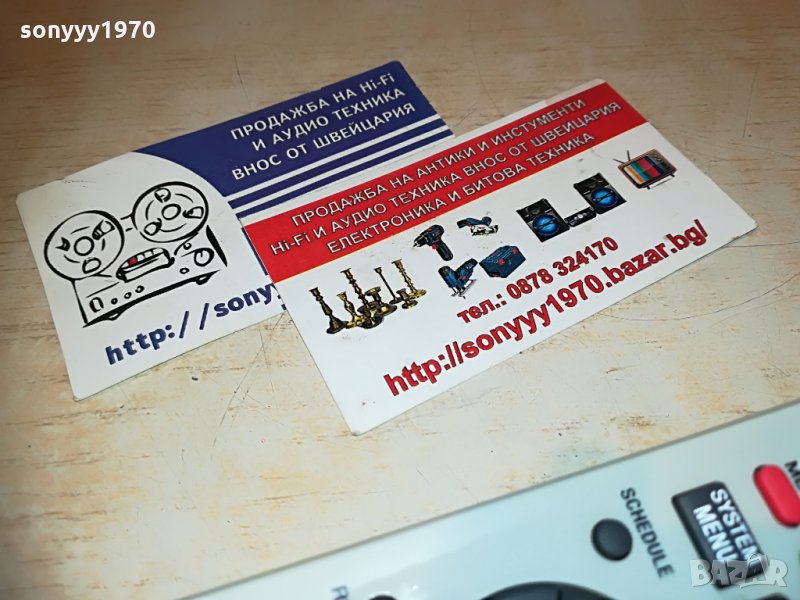 sonyyy1970
ПРОДАЖБА НА Hi-Fi
И АУДИО ТЕХНИКА
ВНОС ОТ ШВЕЙЦАРИЯ
http://sony
ПРОДАЖБА НА АНТИКИ И ИНСТУМЕНТИ
Hi-Fi И АУДИО ТЕХНИКА ВНОС ОТ ШВЕЙЦАРИЯ
ЕЛЕКТРОНИКА И БИТОВА ТЕХНИКА
тел.: 0878 324170
http://sonyyy1970.bazar.bg/
SCHEDULE
SYSTEM
MENU
BAZAR